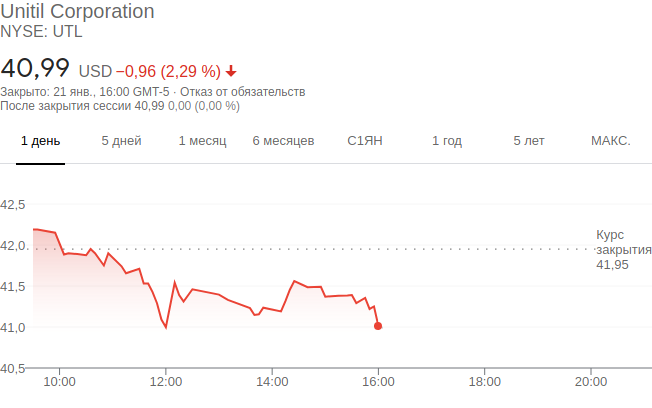 Unitil Corporation
NYSE: UTL
40,99 USD −0,96 (2,29 %)
Закрыто: 21 янв., 16:00 GMT-5 · Отказ от обязательств
После закрытия сессии 40,99 0,00 (0,00 %)
1 день 5 дней 1 месяц 6 месяцев С1ЯН 1 год 5 лет МАКС.
42,5
42,0
41,5
41,0
40,5
Курс
закрытия
41,95
10:00 12:00 14:00 16:00 18:00 20:00